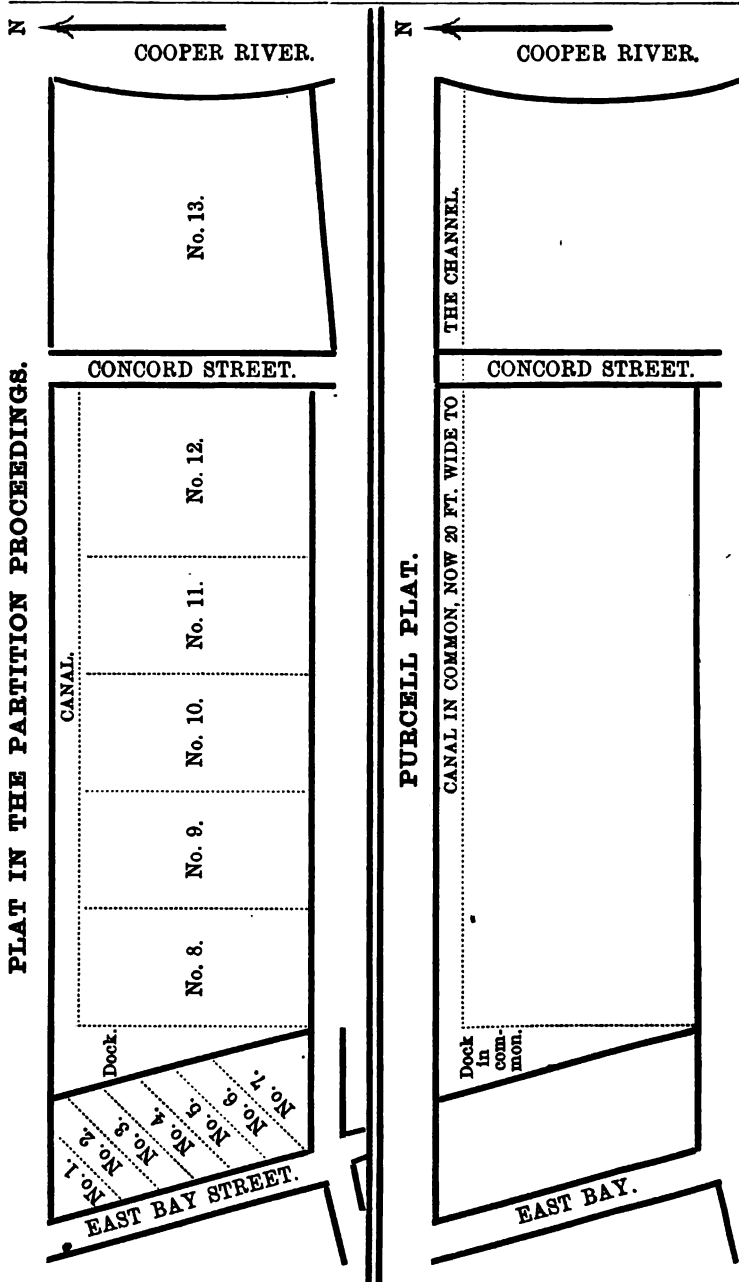 PLAT IN THE PARTITION PROCEEDINGS.
N
COOPER RIVER.
No. 13.
CONCORD STREET.
CANAL.
No. 12.
No. 11.
No. 10.
No. 9.
No. 8.
Dock.
No. 1.
No. 2.
No. 3.
No. 4.
No. 5.
No. 6.
No. 7.
EAST BAY STREET.
PURCELL PLAT.
N
COOPER RIVER.
CONCORD STREET.
CANAL IN COMMON, NOW 20 FT. WIDE TO THE CHANNEL.
Dock
in
com-
mon.
EAST BAY.